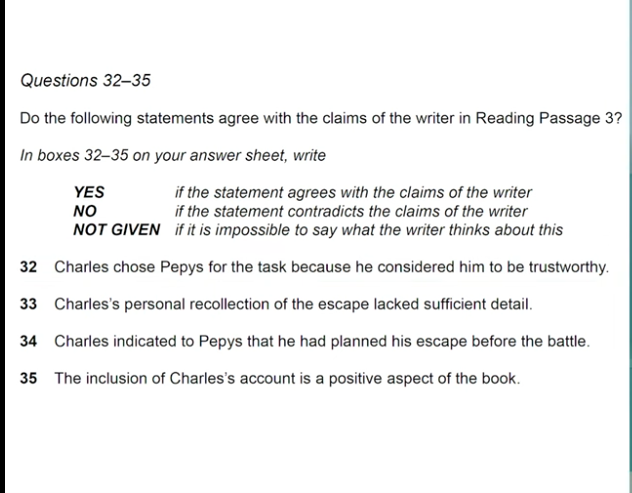 Questions 32–35
Do the following statements agree with the claims of the writer in Reading Passage 3?
In boxes 32–35 on your answer sheet, write
YES if the statement agrees with the claims of the writer
NO if the statement contradicts the claims of the writer
NOT GIVEN if it is impossible to say what the writer thinks about this
32 Charles chose Pepys for the task because he considered him to be trustworthy.
33 Charles's personal recollection of the escape lacked sufficient detail.
34 Charles indicated to Pepys that he had planned his escape before the battle.
35 The inclusion of Charles's account is a positive aspect of the book.